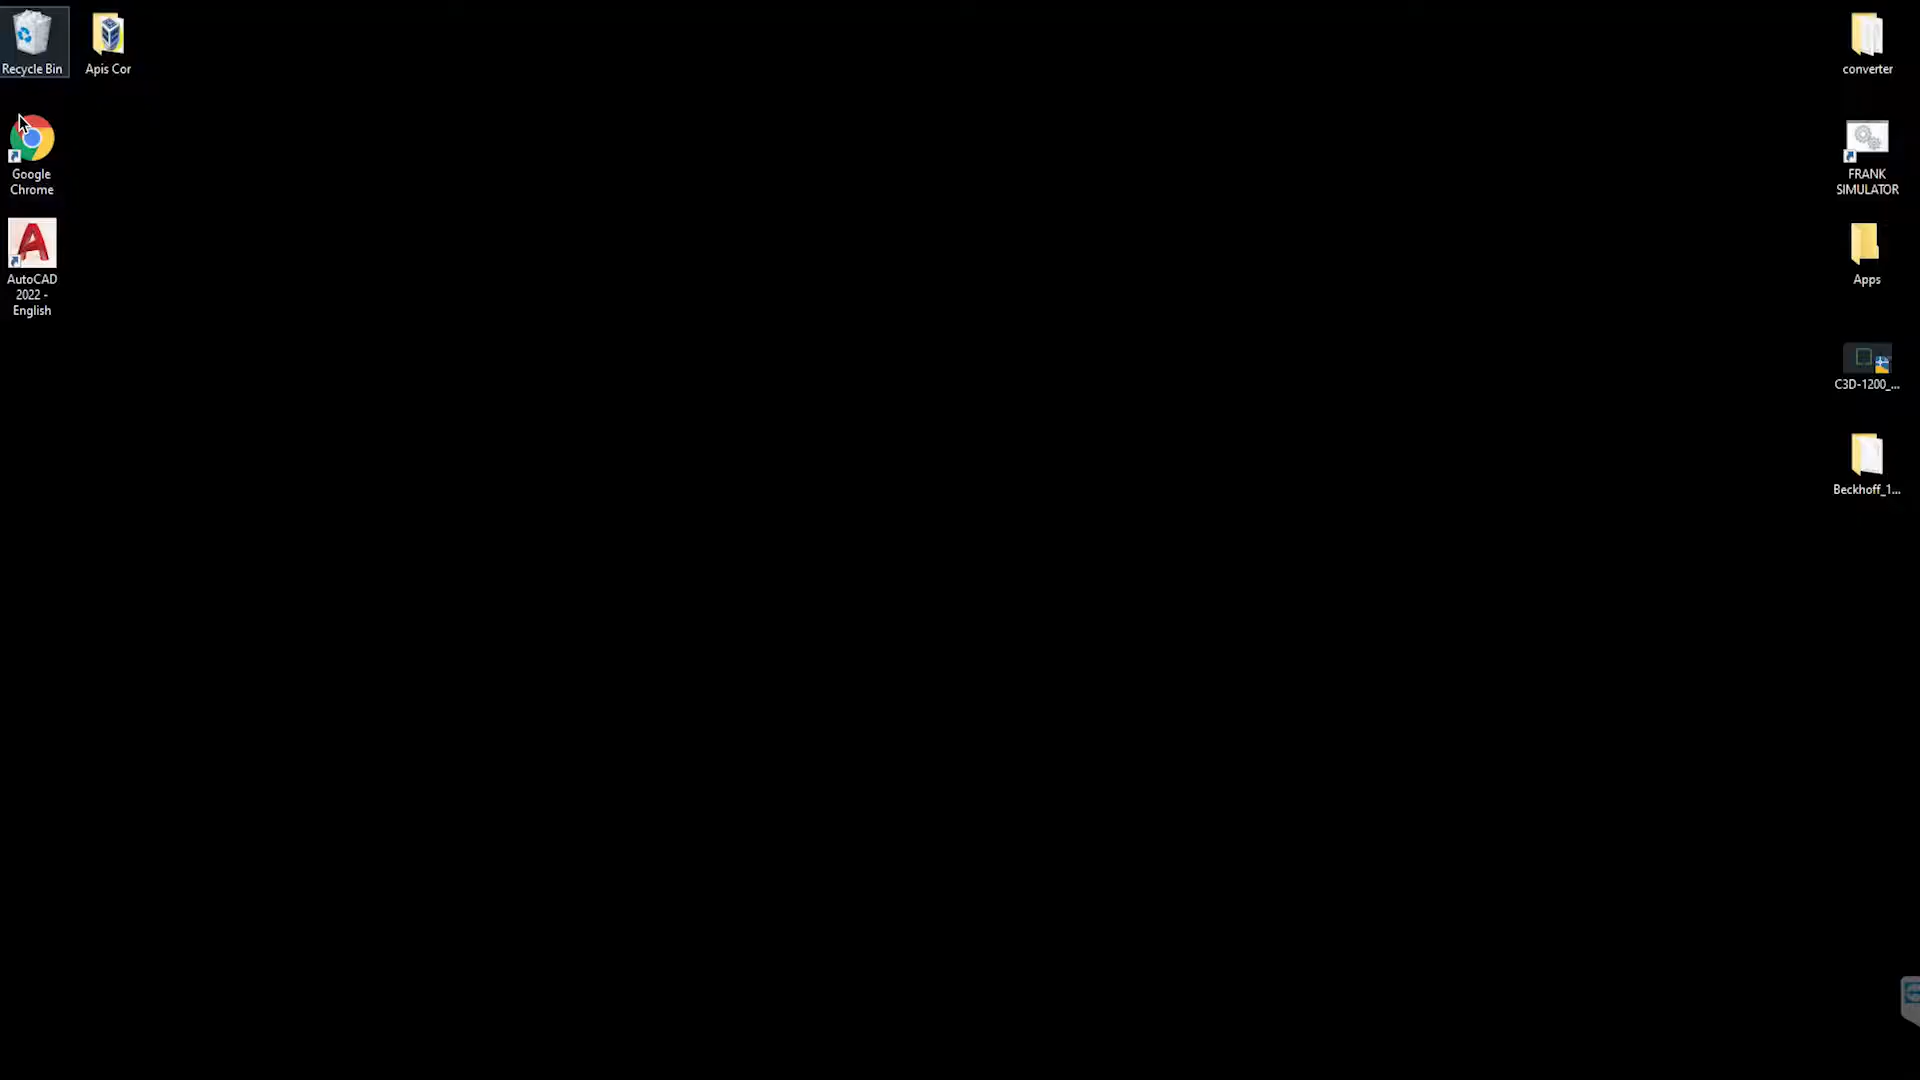 Recycle Bin
Apis Cor
converter
Google
Chrome
FRANK
SIMULATOR
AutoCAD
2022 -
English
Apps
C3D-1200_...
Beckhoff_1...